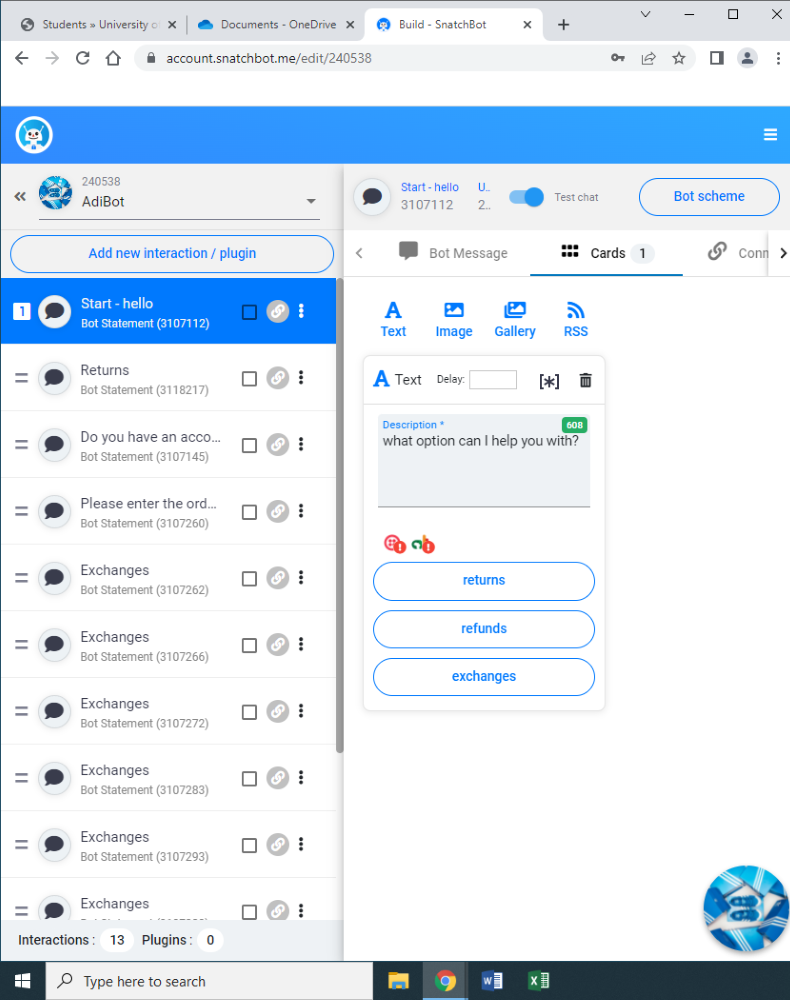 Students » University of
Documents - OneDrive
Build - SnatchBot
account.snatchbot.me/edit/240538
240538
AdiBot
Start - hello
3107112
U..
2..
Test chat
Bot scheme
Add new interaction / plugin
Bot Message
Cards 1
Conn
1
Start - hello
Bot Statement (3107112)
Returns
Bot Statement (3118217)
Do you have an acco...
Bot Statement (3107145)
Please enter the ord...
Bot Statement (3107260)
Exchanges
Bot Statement (3107262)
Exchanges
Bot Statement (3107266)
Exchanges
Bot Statement (3107272)
Exchanges
Bot Statement (3107283)
Exchanges
Bot Statement (3107293)
Exchanges
Interactions : 13 Plugins : 0
Text
Image
Gallery
RSS
A Text Delay: [*]
Description * 608
what option can I help you with?
returns
refunds
exchanges
Type here to search